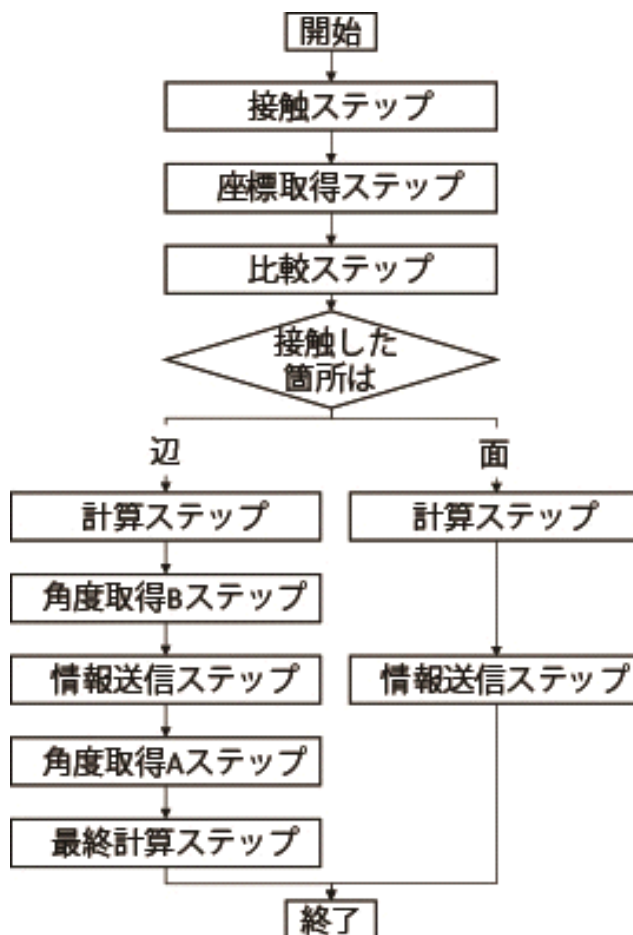 開始
接触ステップ
座標取得ステップ
比較ステップ
接触した
箇所は
辺
面
計算ステップ
計算ステップ
角度取得Bステップ
情報送信ステップ
情報送信ステップ
角度取得Aステップ
最終計算ステップ
終了